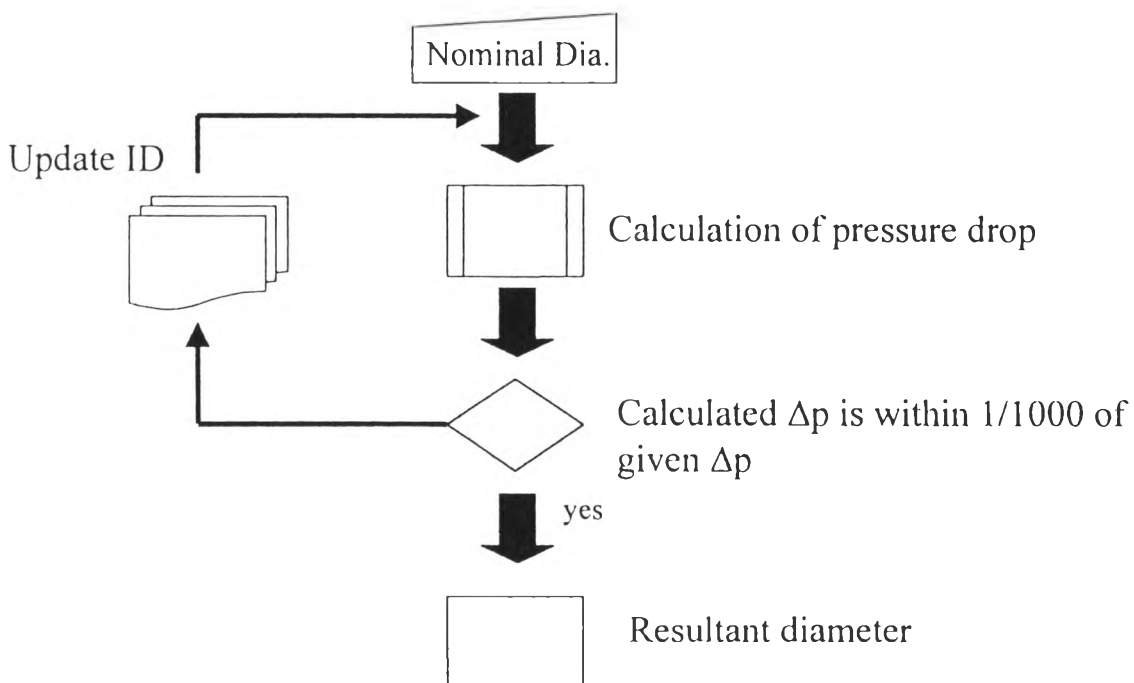 Nominal Dia.
Update ID
Calculation of pressure drop
Calculated Δp is within 1/1000 of
given Δp
yes
Resultant diameter